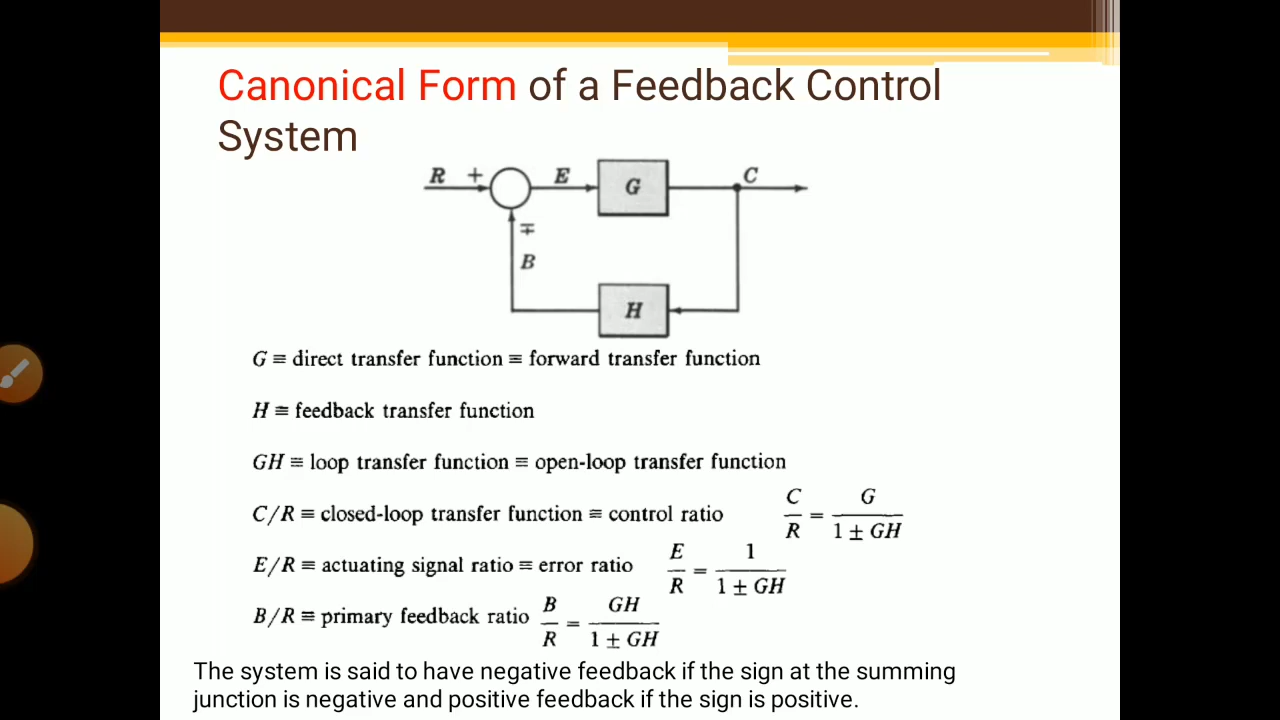 Canonical Form of a Feedback Control
System
R + E G C
∓
B
H
G ≡ direct transfer function ≡ forward transfer function
H ≡ feedback transfer function
GH ≡ loop transfer function ≡ open-loop transfer function
C/R ≡ closed-loop transfer function ≡ control ratio C/R = G/(1 ± GH)
E/R ≡ actuating signal ratio ≡ error ratio E/R = 1/(1 ± GH)
B/R ≡ primary feedback ratio B/R = GH/(1 ± GH)
The system is said to have negative feedback if the sign at the summing
junction is negative and positive feedback if the sign is positive.